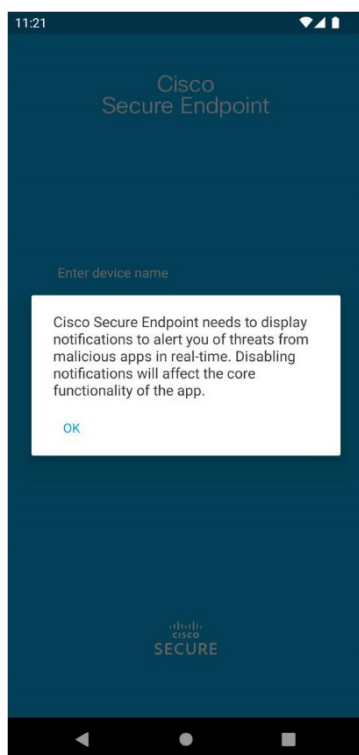 11:21
Cisco
Secure Endpoint
Enter device name
Cisco Secure Endpoint needs to display
notifications to alert you of threats from
malicious apps in real-time. Disabling
notifications will affect the core
functionality of the app.
OK
CISCO
SECURE